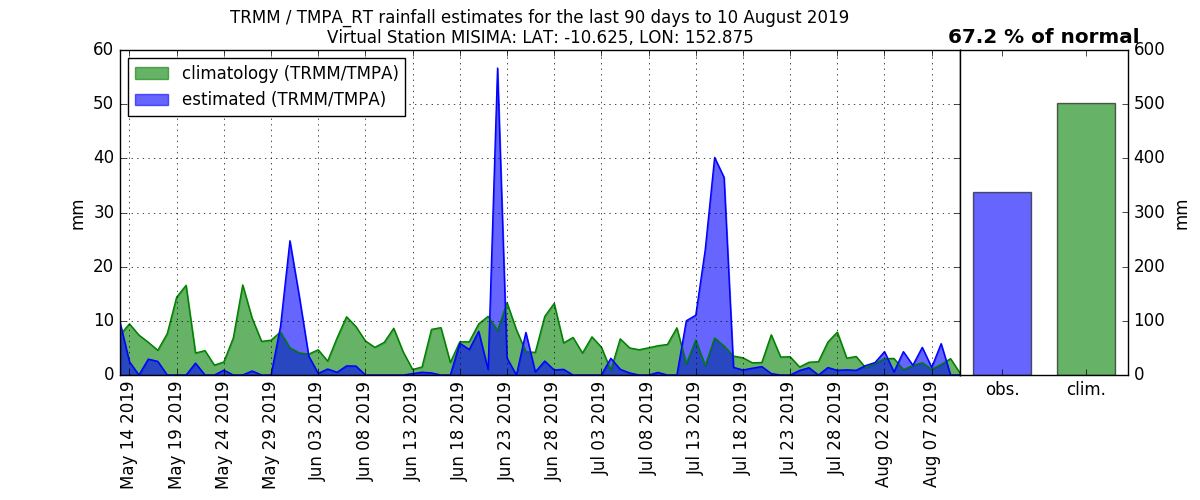 TRMM / TMPA_RT rainfall estimates for the last 90 days to 10 August 2019
Virtual Station MISIMA: LAT: -10.625, LON: 152.875
67.2 % of normal
climatology (TRMM/TMPA)
estimated (TRMM/TMPA)
60
50
40
30
20
10
0
mm
600
500
400
300
200
100
0
mm
May 14 2019
May 19 2019
May 24 2019
May 29 2019
Jun 03 2019
Jun 08 2019
Jun 13 2019
Jun 18 2019
Jun 23 2019
Jun 28 2019
Jul 03 2019
Jul 08 2019
Jul 13 2019
Jul 18 2019
Jul 23 2019
Jul 28 2019
Aug 02 2019
Aug 07 2019
obs.
clim.